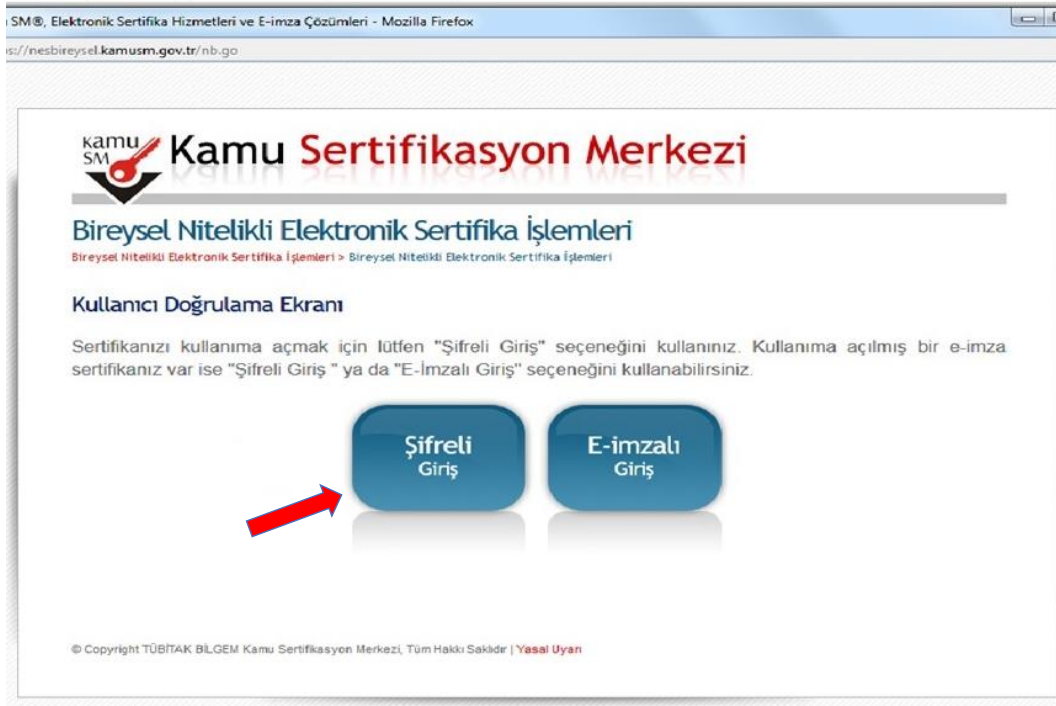 SM®, Elektronik Sertifika Hizmetleri ve E-imza Çözümleri - Mozilla Firefox
://nesbireysel.kamusm.gov.tr/nb.go
kamu
SM
Kamu Sertifikasyon Merkezi
Bireysel Nitelikli Elektronik Sertifika İşlemleri
Bireysel Nitelikli Elektronik Sertifika İşlemleri > Bireysel Nitelikli Elektronik Sertifika İşlemleri
Kullanıcı Doğrulama Ekranı
Sertifikanızı kullanıma açmak için lütfen "Şifreli Giriş" seçeneğini kullanınız. Kullanıma açılmış bir e-imza
sertifikanız var ise "Şifreli Giriş " ya da "E-İmzalı Giriş" seçeneğini kullanabilirsiniz.
Şifreli
Giriş
E-imzalı
Giriş
© Copyright TÜBİTAK BİLGEM Kamu Sertifikasyon Merkezi, Tüm Hakkı Saklıdır | Yasal Uyarı